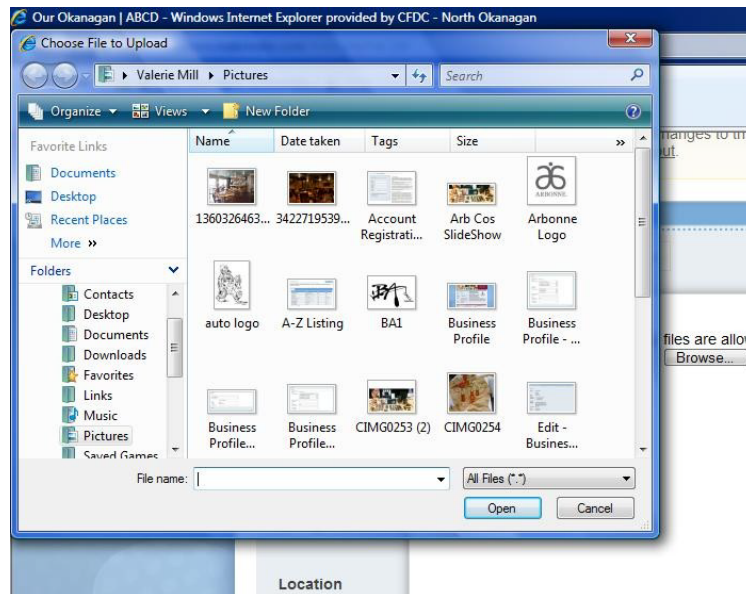 Our Okanagan | ABCD - Windows Internet Explorer provided by CFDC - North Okanagan
Choose File to Upload
Valerie Mill ▸ Pictures
Search
Organize Views New Folder
Favorite Links
Documents
Desktop
Recent Places
More »
Folders
Contacts
Desktop
Documents
Downloads
Favorites
Links
Music
Pictures
Saved Games
Name Date taken Tags Size »
1360326463... 3422719539... Account Registrati... Arb Cos SlideShow Arbonne Logo
ARBONNE
auto logo A-Z Listing BA1 Business Profile Business Profile - ...
Business Profile... Business Profile... CIMG0253 (2) CIMG0254 Edit - Busines...
File name:
All Files (*.*)
Open Cancel
files are allo
Browse...
Location